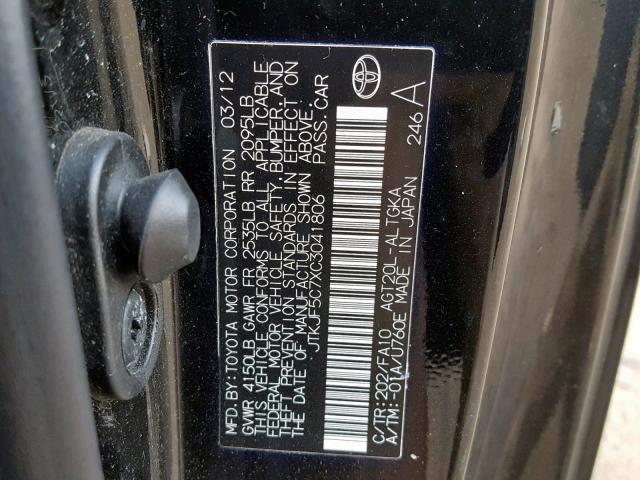 MFD.BY:TOYOTA MOTOR CORPORATION 03/12
GVWR 4150LB GAWR FR 2535LB RR 2095LB
THIS VEHICLE CONFORMS TO ALL APPLICABLE
FEDERAL MOTOR VEHICLE SAFETY, BUMPER, AND
THEFT PREVENTION STANDARDS IN EFFECT ON
THE DATE OF MANUFACTURE SHOWN ABOVE.
JTKJF5C7XC3041806 PASS.CAR
C/TR:202/FA10 AGT20L-ALTGKA
A/TM:-01A/U760E MADE IN JAPAN 246 A